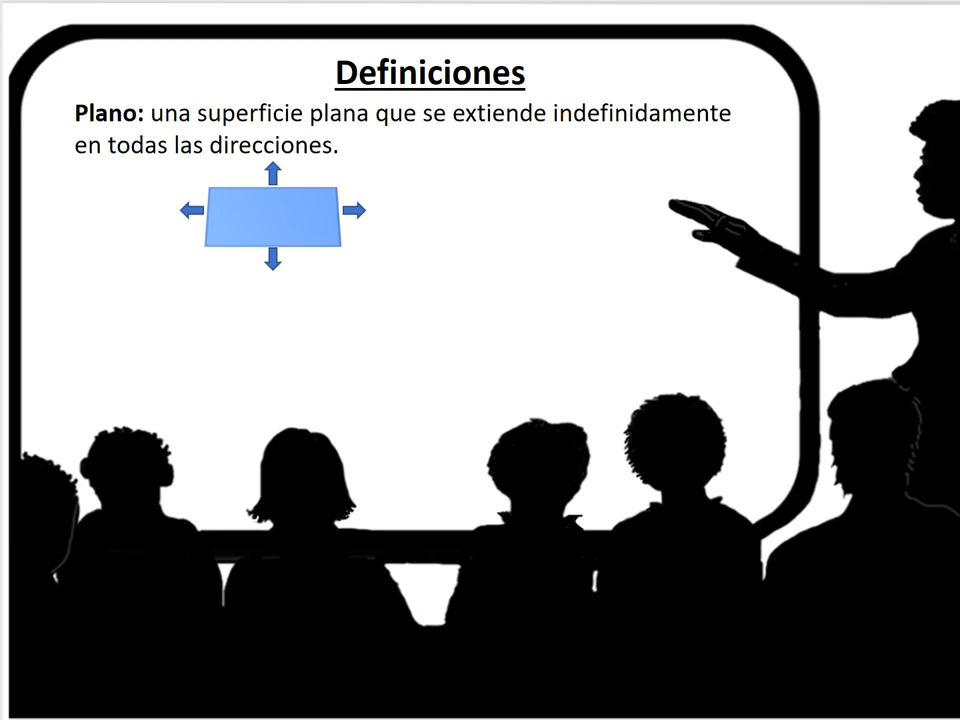 Definiciones
Plano: una superficie plana que se extiende indefinidamente
en todas las direcciones.